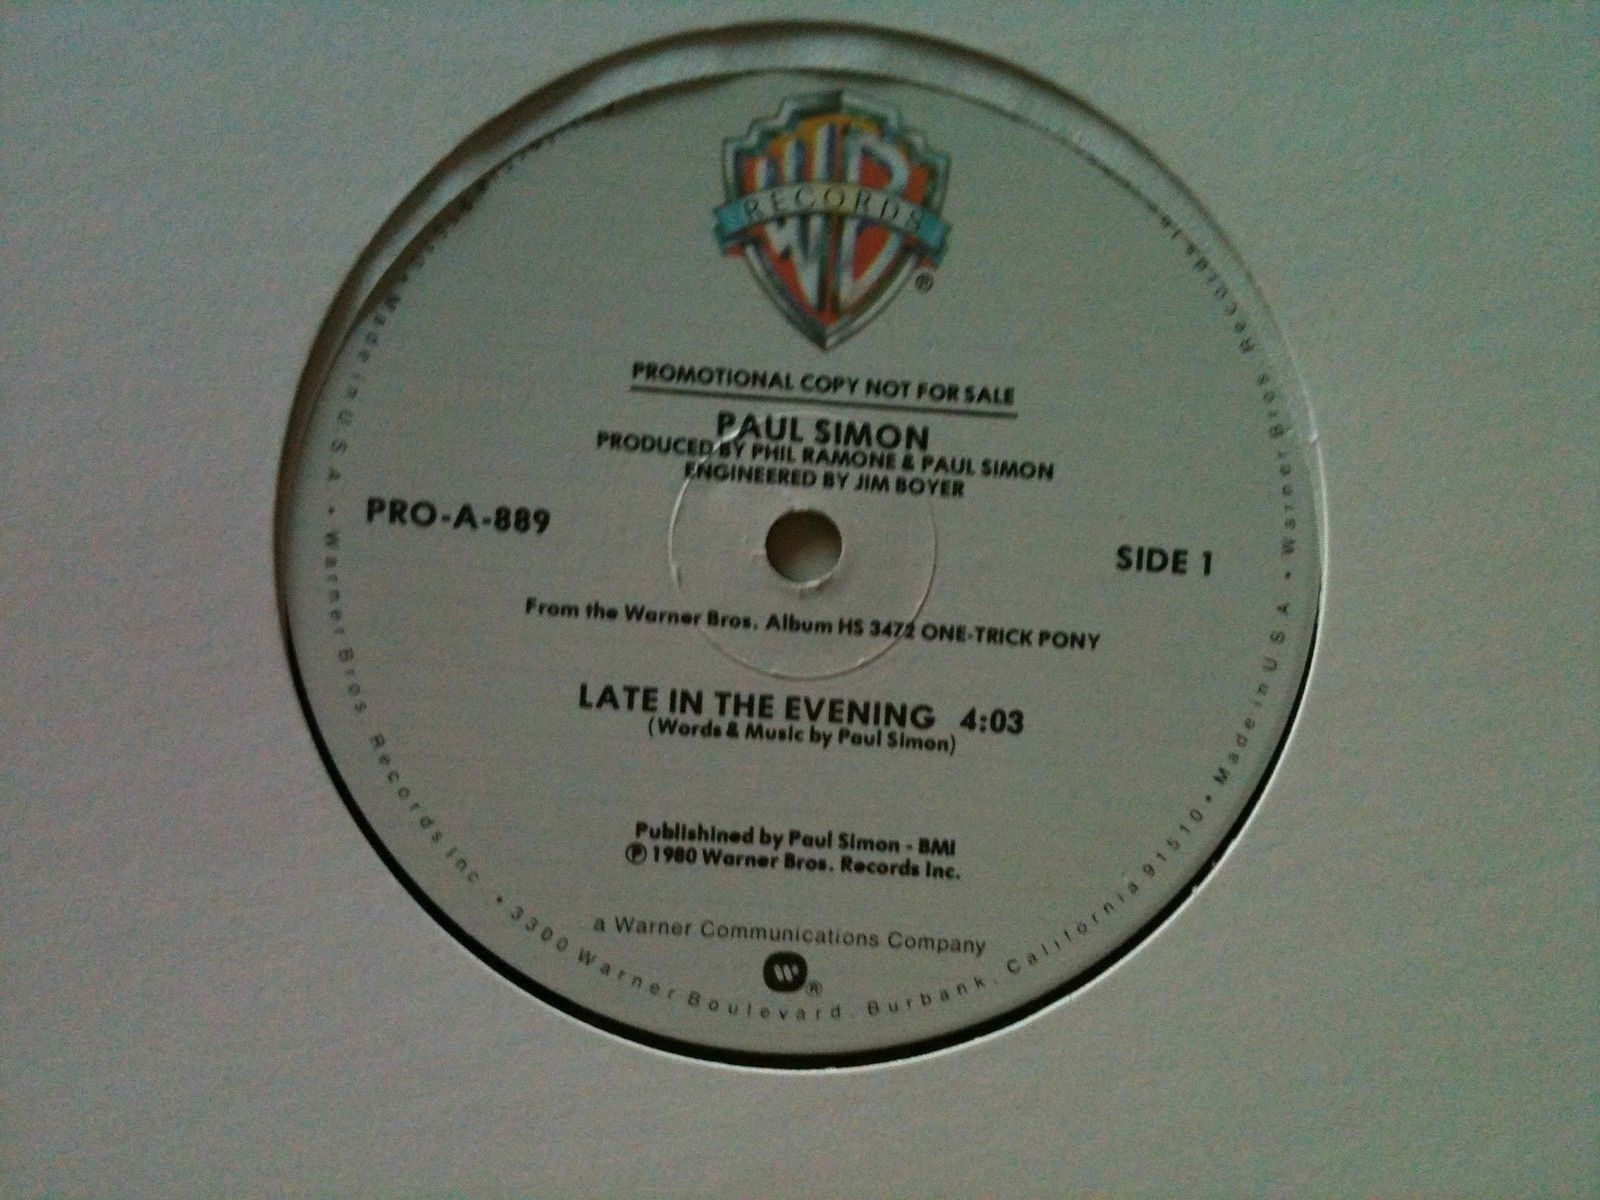 WB
RECORDS
®
PROMOTIONAL COPY NOT FOR SALE
PAUL SIMON
PRODUCED BY PHIL RAMONE & PAUL SIMON
ENGINEERED BY JIM BOYER
PRO-A-889
SIDE 1
From the Warner Bros. Album HS 3472 ONE-TRICK PONY
LATE IN THE EVENING 4:03
(Words & Music by Paul Simon)
Publishined by Paul Simon - BMI
℗ 1980 Warner Bros. Records Inc.
a Warner Communications Company
W ®
Made in U S A • Warner Bros. Records Inc • 3300 Warner Boulevard, Burbank, California 91510 • Made in U S A • Warner Bros. Records In